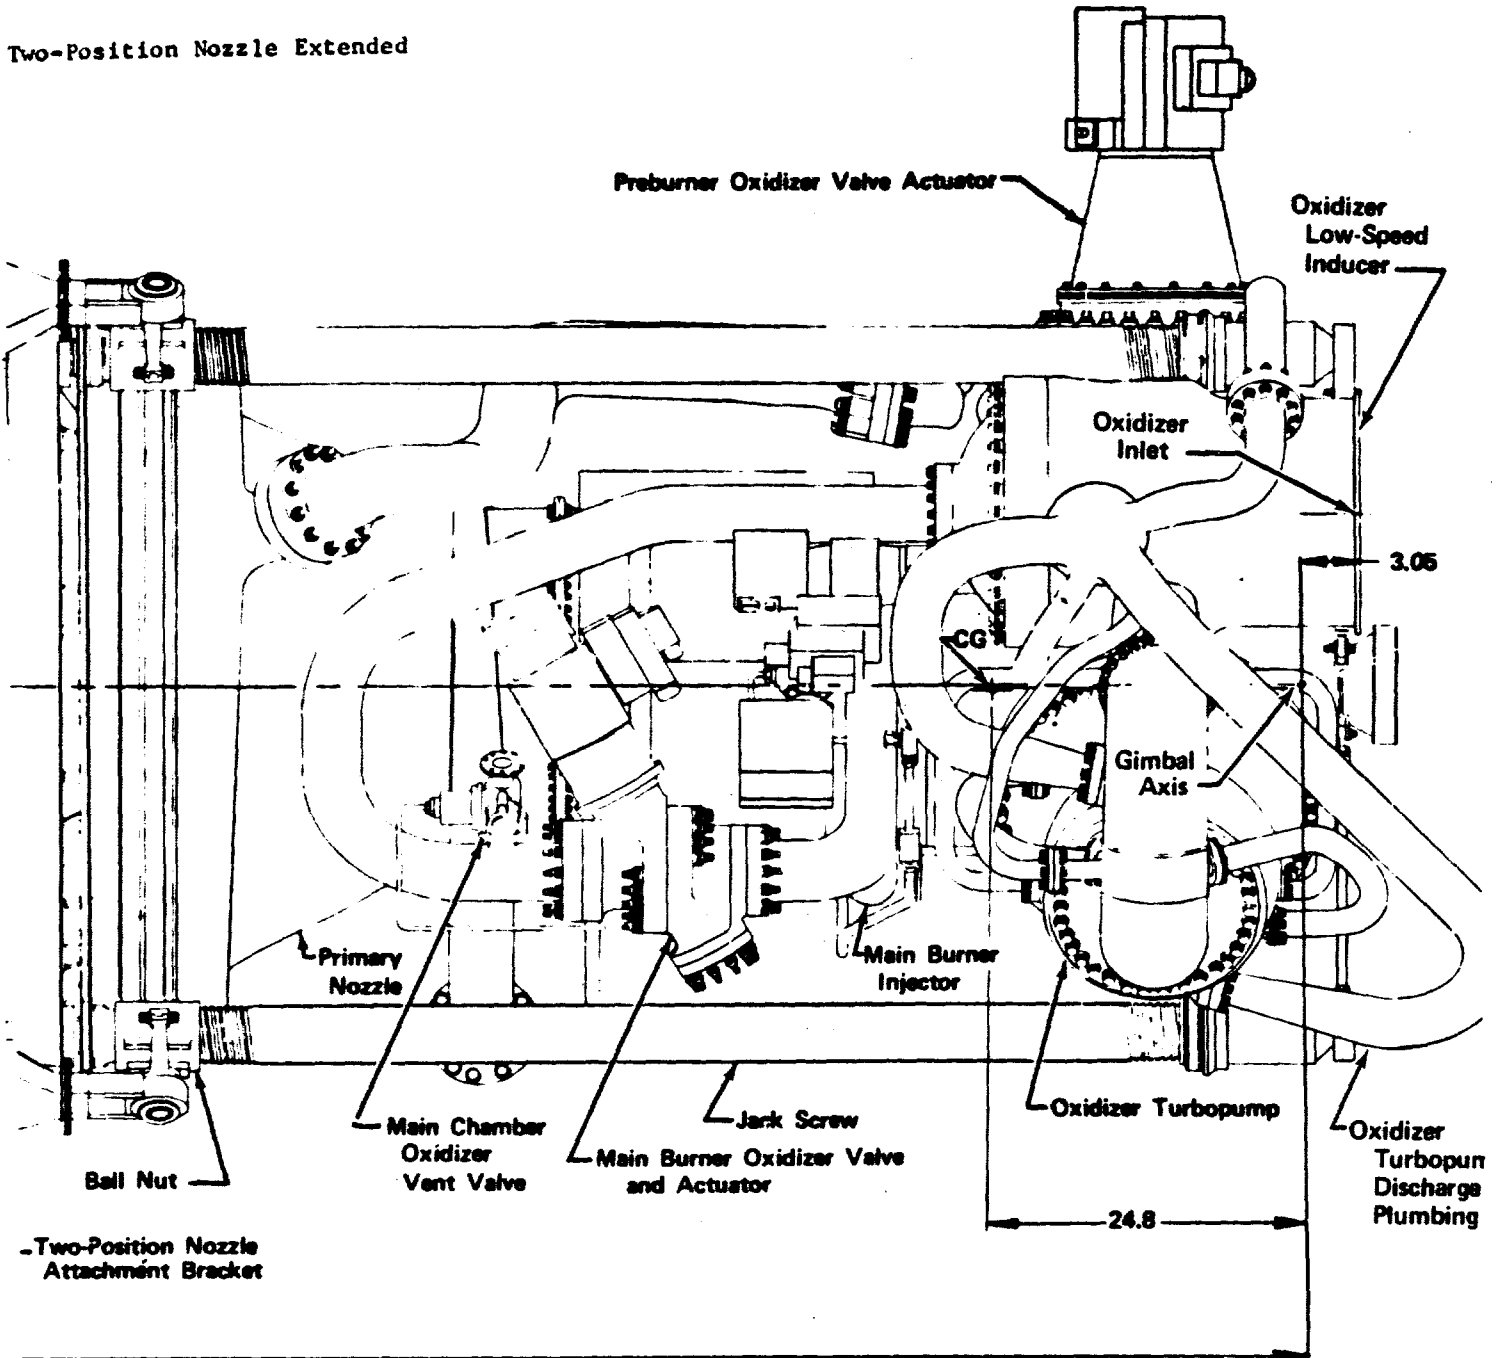 Two-Position Nozzle Extended
Preburner Oxidizer Valve Actuator
Oxidizer
Low-Speed
Inducer
Oxidizer
Inlet
3.05
CG
Gimbal
Axis
Primary
Nozzle
Main Burner
Injector
Main Chamber
Oxidizer
Vent Valve
Jack Screw
Main Burner Oxidizer Valve
and Actuator
Oxidizer Turbopump
Oxidizer
Turbopum
Discharge
Plumbing
Ball Nut
24.8
Two-Position Nozzle
Attachment Bracket